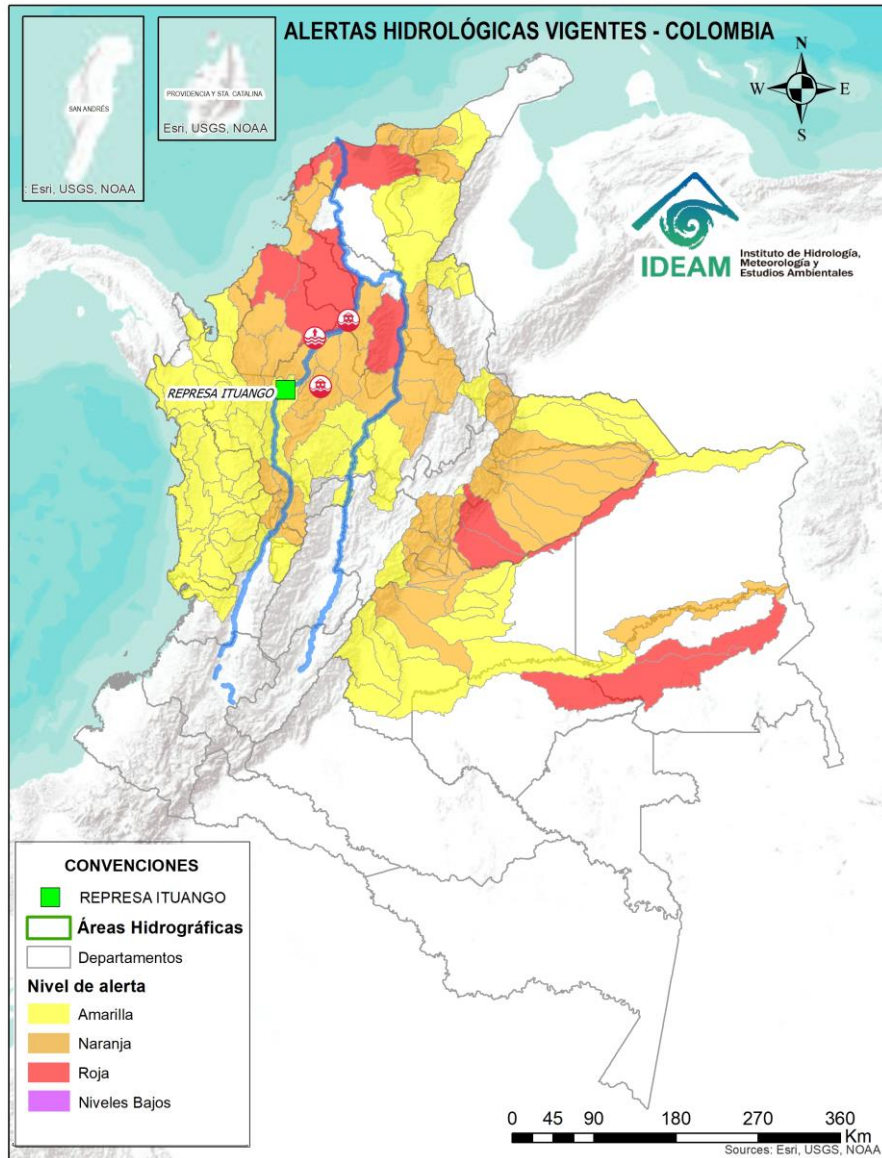 ALERTAS HIDROLÓGICAS VIGENTES - COLOMBIA
SAN ANDRÉS
: Esri, USGS, NOAA
PROVIDENCIA Y STA. CATALINA
Esri, USGS, NOAA
N
W
E
S
IDEAM
Instituto de Hidrología,
Meteorología y
Estudios Ambientales
REPRESA ITUANGO
CONVENCIONES
REPRESA ITUANGO
Áreas Hidrográficas
Departamentos
Nivel de alerta
Amarilla
Naranja
Roja
Niveles Bajos
0 45 90 180 270 360
Km
Sources: Esri, USGS, NOAA